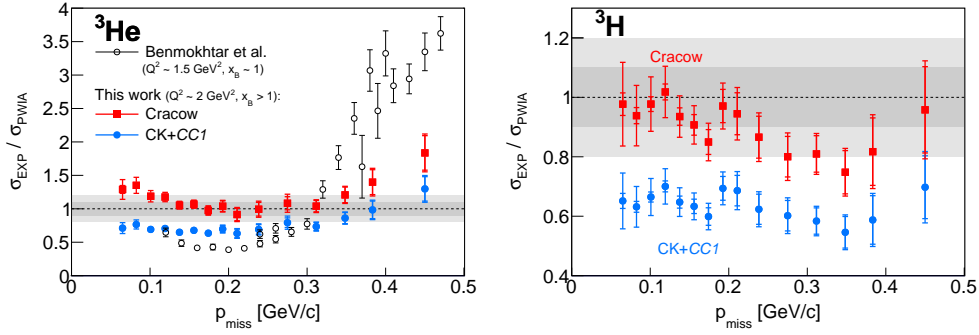 ³He
Benmokhtar et al.
(Q² ~ 1.5 GeV², x_B ~ 1)
This work (Q² ~ 2 GeV², x_B > 1):
Cracow
CK+CC1
σ_EXP / σ_PWIA
4
3.5
3
2.5
2
1.5
1
0.5
0
0 0.1 0.2 0.3 0.4 0.5
p_miss [GeV/c]
³H
Cracow
CK+CC1
σ_EXP / σ_PWIA
1.2
1
0.8
0.6
0.4
0 0.1 0.2 0.3 0.4 0.5
p_miss [GeV/c]